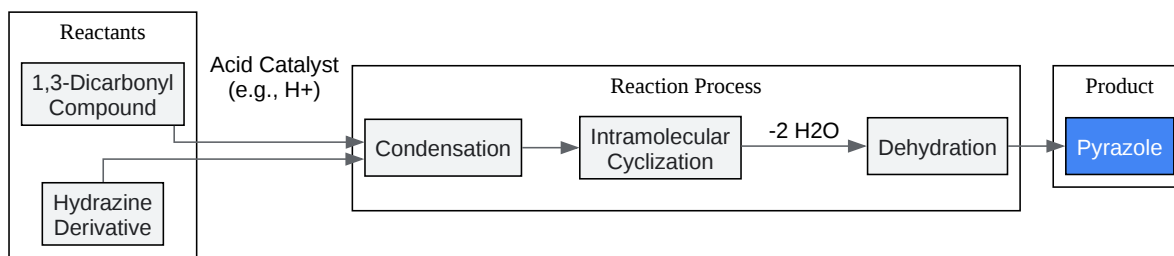 Reactants
1,3-Dicarbonyl
Compound
Hydrazine
Derivative
Acid Catalyst
(e.g., H+)
Reaction Process
Condensation
Intramolecular
Cyclization
-2 H2O
Dehydration
Product
Pyrazole